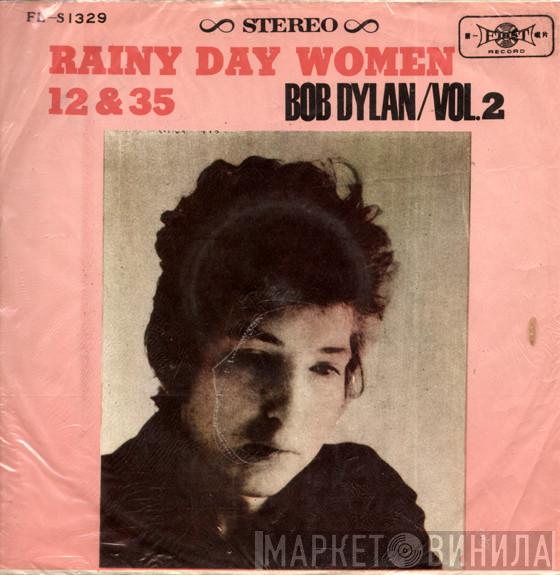 FL-S1329
∞ STEREO ∞
FIRST
RECORD
RAINY DAY WOMEN
12 & 35
BOB DYLAN/VOL.2
МАРКЕТ ВИНИЛА